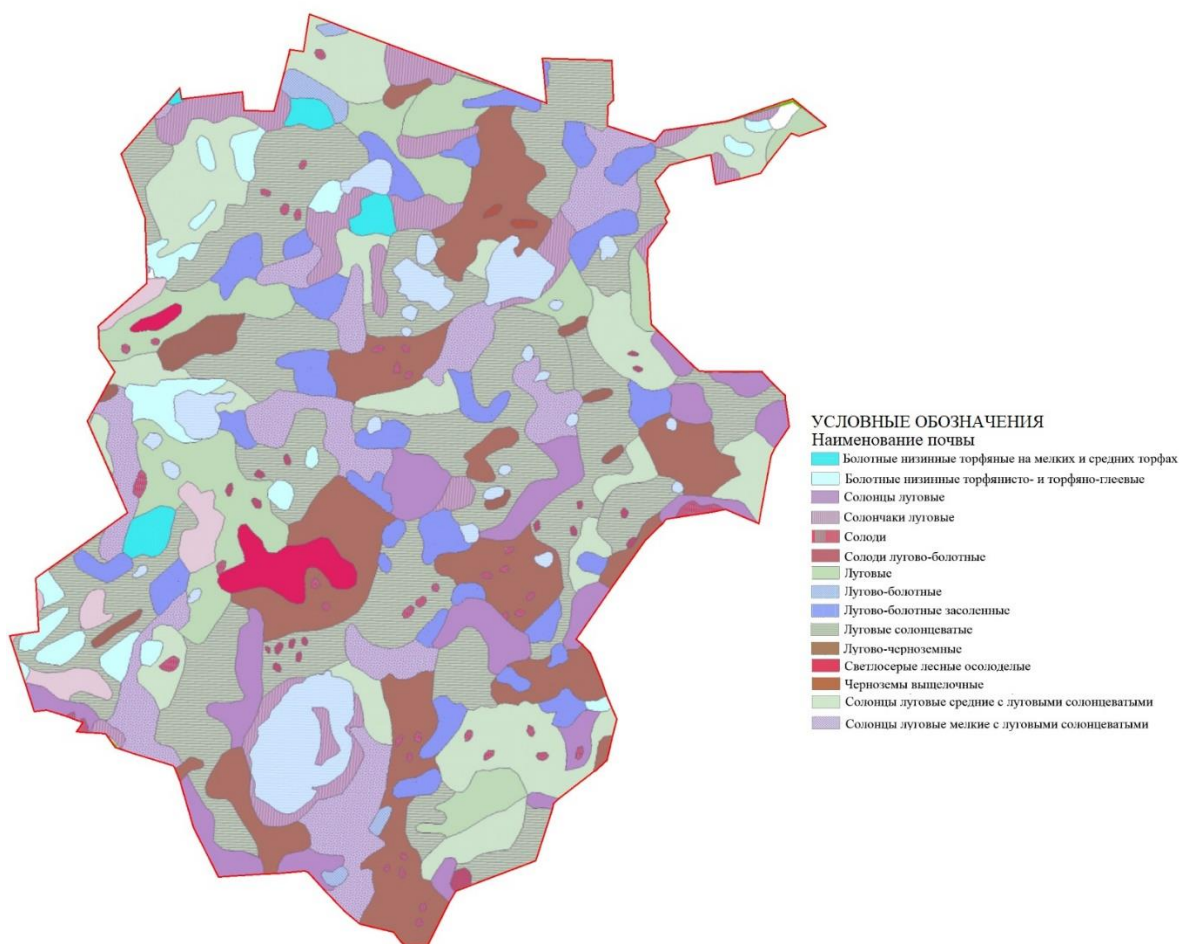 УСЛОВНЫЕ ОБОЗНАЧЕНИЯ
Наименование почвы
Болотные низинные торфяные на мелких и средних торфах
Болотные низинные торфянисто- и торфяно-глеевые
Солонцы луговые
Солончаки луговые
Солоди
Солоди лугово-болотные
Луговые
Лугово-болотные
Лугово-болотные засоленные
Луговые солонцеватые
Лугово-черноземные
Светлосерые лесные осолоделые
Черноземы выщелочные
Солонцы луговые средние с луговыми солонцеватыми
Солонцы луговые мелкие с луговыми солонцеватыми